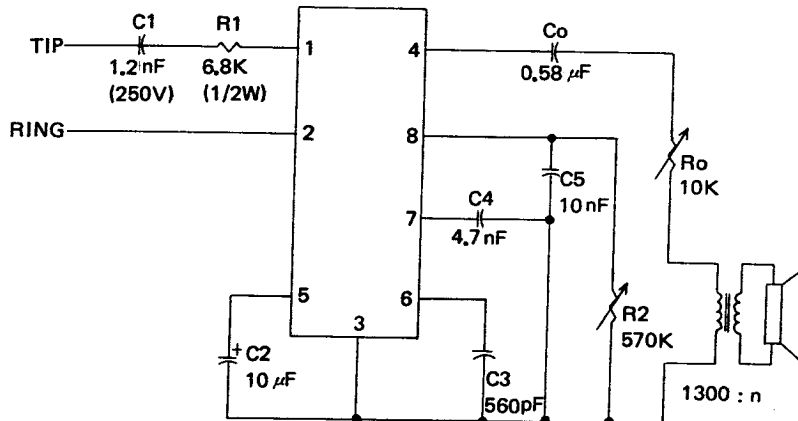 C1
R1
TIP
1
1.2nF
6.8K
(250V)
(1/2W)
RING
2
4
Co
0.58 µF
8
Ro
10K
C5
10nF
C4
7
4.7nF
5
6
3
R2
570K
+
C2
10 µF
C3
560pF
1300 : n